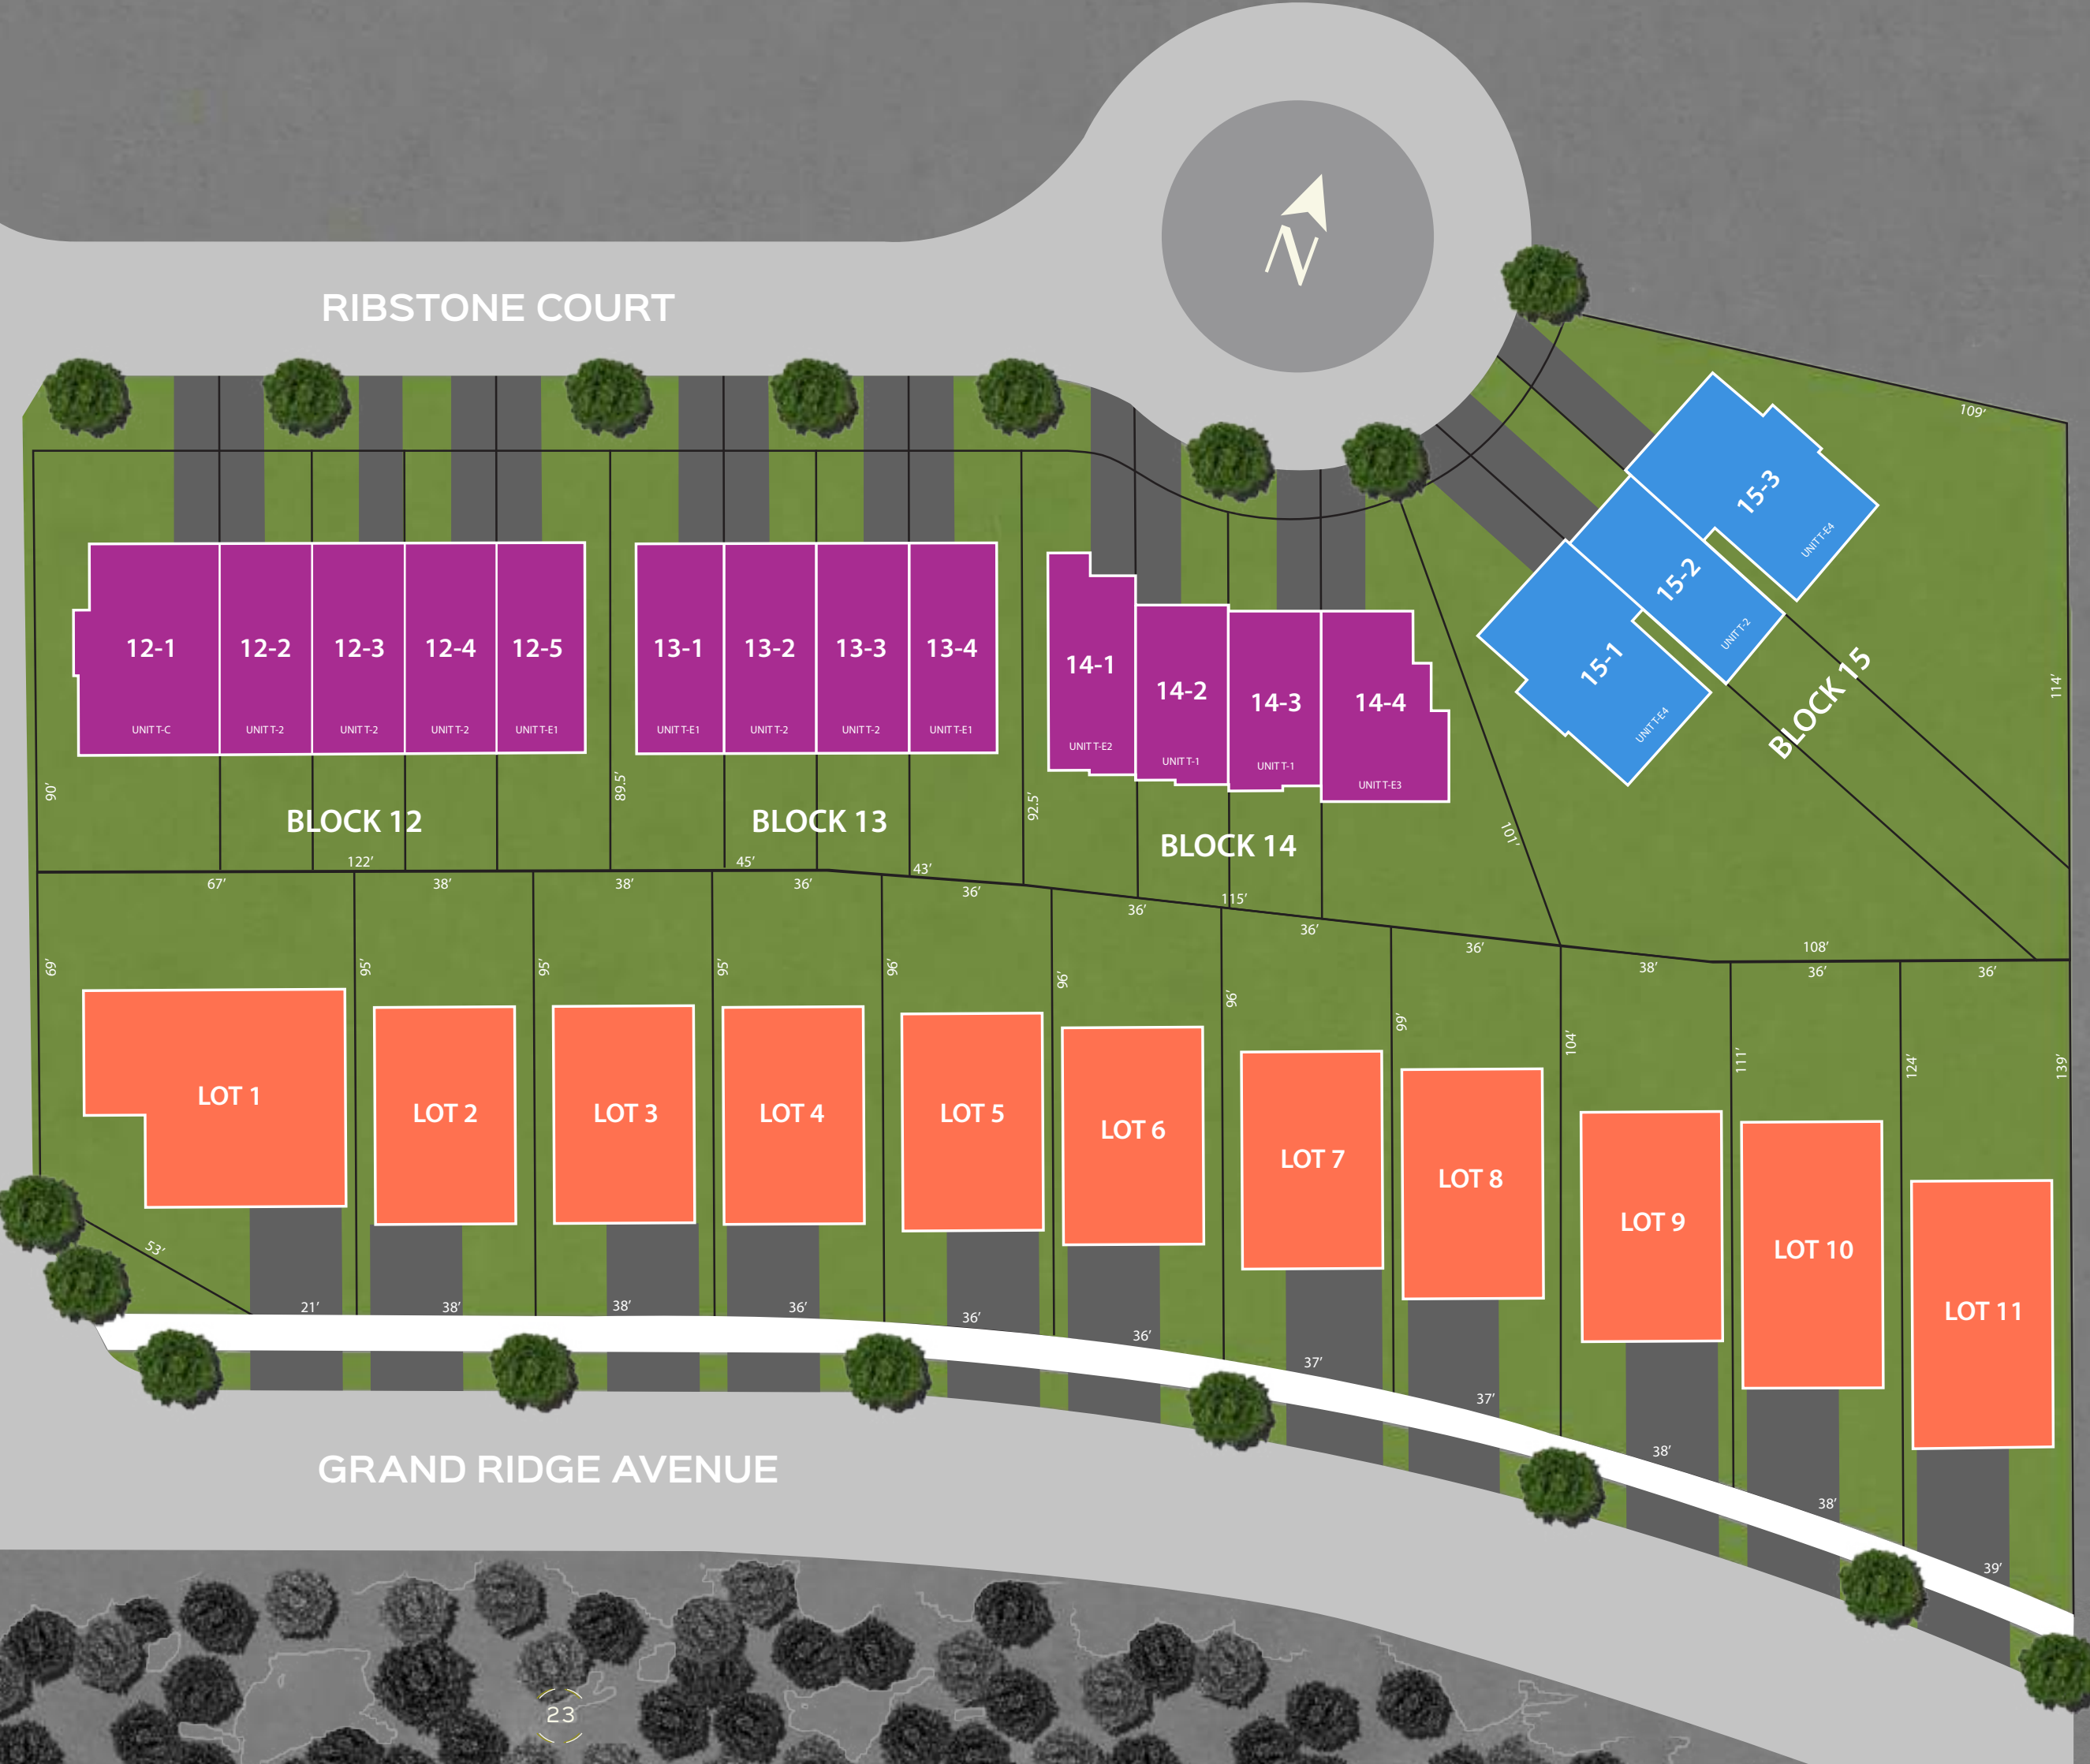 N
RIBSTONE COURT
109’
12-1
12-2
12-3
12-4
12-5
UNIT T-C
UNIT T-2
UNIT T-2
UNIT T-2
UNIT T-E1
13-1
13-2
13-3
13-4
UNIT T-E1
UNIT T-2
UNIT T-2
UNIT T-E1
14-1
14-2
14-3
14-4
UNIT T-E2
UNIT T-1
UNIT T-1
UNIT T-E3
15-3
UNIT T-E4
15-2
UNIT T-2
15-1
UNIT T-E4
BLOCK 15
114’
90’
BLOCK 12
89.5’
BLOCK 13
92.5’
BLOCK 14
101’
122’
45’
43’
115’
108’
67’
38’
38’
36’
36’
36’
36’
36’
38’
36’
36’
69’
95’
95’
95’
96’
96’
96’
99’
104’
111’
124’
139’
LOT 1
LOT 2
LOT 3
LOT 4
LOT 5
LOT 6
LOT 7
LOT 8
LOT 9
LOT 10
LOT 11
53’
21’
38’
38’
36’
36’
36’
37’
37’
38’
38’
39’
GRAND RIDGE AVENUE
23